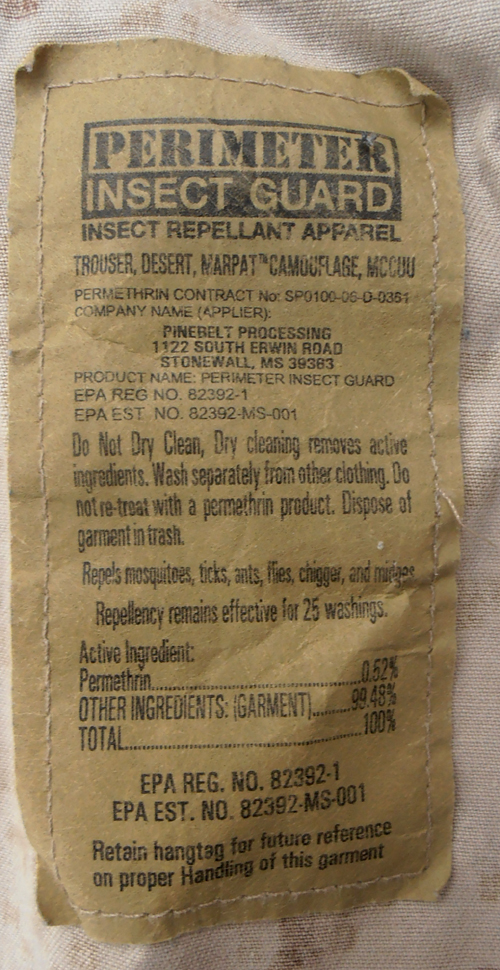 PERIMETER
INSECT GUARD
INSECT REPELLANT APPAREL
TROUSER, DESERT, MARPAT™ CAMOUFLAGE, MCCUU
PERMETHRIN CONTRACT No: SP0100-06-D-0351
COMPANY NAME (APPLIER):
PINEBELT PROCESSING
1122 SOUTH ERWIN ROAD
STONEWALL, MS 39363
PRODUCT NAME: PERIMETER INSECT GUARD
EPA REG NO. 82392-1
EPA EST. NO. 82392-MS-001
Do Not Dry Clean, Dry cleaning removes active
ingredients. Wash separately from other clothing. Do
not re-treat with a permethrin product. Dispose of
garment in trash.
Repels mosquitoes, ticks, ants, flies, chigger, and midges
Repellency remains effective for 25 washings.
Active Ingredient:
Permethrin............................0.52%
OTHER INGREDIENTS: (GARMENT).......99.48%
TOTAL.....................................100%
EPA REG. NO. 82392-1
EPA EST. NO. 82392-MS-001
Retain hangtag for future reference
on proper Handling of this garment